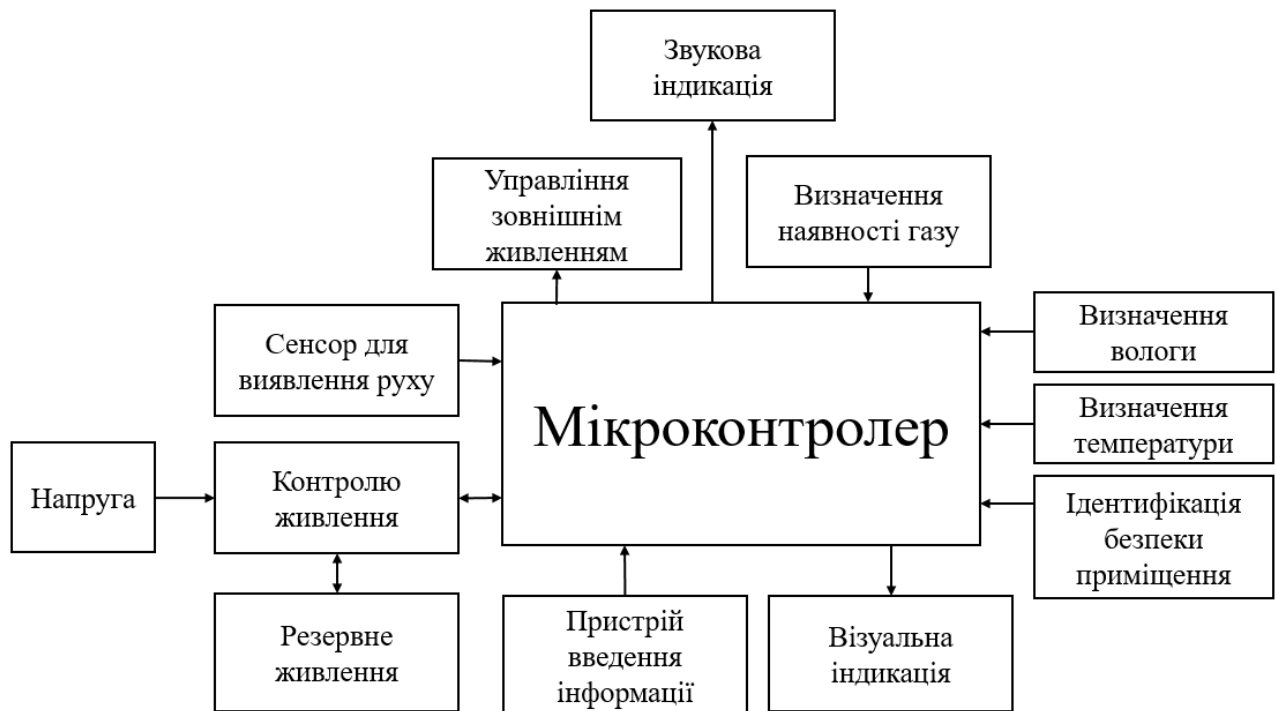 Звукова
індикація
Управління
зовнішнім
живленням
Визначення
наявності газу
Сенсор для
виявлення руху
Мікроконтролер
Визначення
вологи
Визначення
температури
Напруга
Контролю
живлення
Ідентифікація
безпеки
приміщення
Резервне
живлення
Пристрій
введення
інформації
Візуальна
індикація